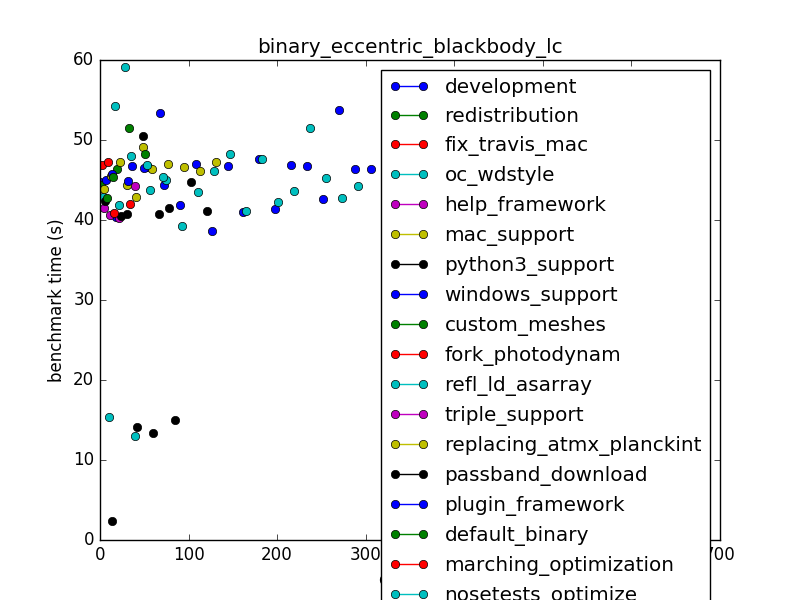 binary_eccentric_blackbody_lc
60
50
40
30
20
10
0
benchmark time (s)
0
100
200
300
700
development
redistribution
fix_travis_mac
oc_wdstyle
help_framework
mac_support
python3_support
windows_support
custom_meshes
fork_photodynam
refl_ld_asarray
triple_support
replacing_atmx_planckint
passband_download
plugin_framework
default_binary
marching_optimization
nosetests_optimize